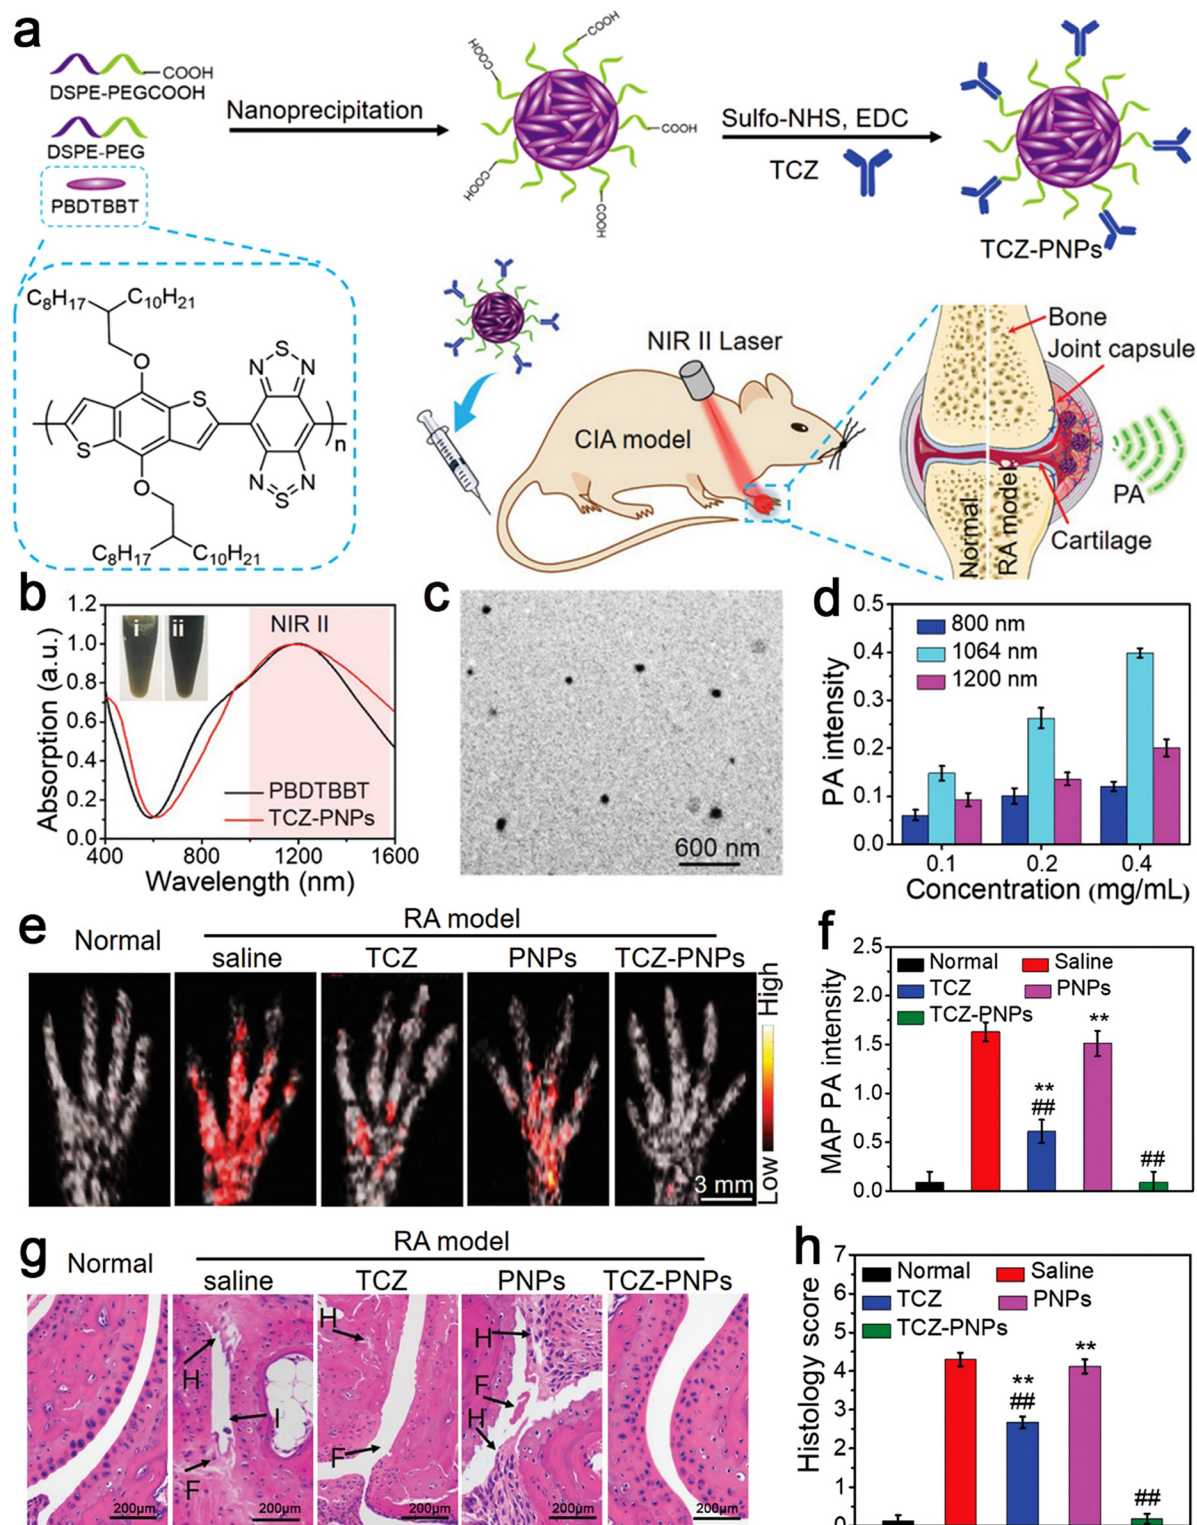 a
COOH
DSPE-PEGCOOH
DSPE-PEG
PBDTBBT
Nanoprecipitation
HOOC
COOH
COOH
COOH
COOH
Sulfo-NHS, EDC
TCZ
TCZ-PNPs
C8H17 C10H21
O
S
N N
S
S
n
N N
S
O
C8H17 C10H21
NIR II Laser
CIA model
Bone
Joint capsule
PA
Cartilage
Normal
RA model
b
Absorption (a.u.)
1.2
1.0
0.8
0.6
0.4
0.2
0.0
i ii
NIR II
PBDTBBT
TCZ-PNPs
400 800 1200 1600
Wavelength (nm)
c
600 nm
d
PA intensity
0.5
0.4
0.3
0.2
0.1
0.0
800 nm
1064 nm
1200 nm
0.1 0.2 0.4
Concentration (mg/mL)
e
RA model
Normal saline TCZ PNPs TCZ-PNPs
High
Low
3 mm
f
MAP PA intensity
2.5
2.0
1.5
1.0
0.5
0.0
Normal Saline
TCZ PNPs
TCZ-PNPs
**
##
**
##
g
RA model
Normal saline TCZ PNPs TCZ-PNPs
H
I
F
H
F
H
F
H
200μm 200μm 200μm 200μm 200μm
h
Histology score
7
6
5
4
3
2
1
0
Normal Saline
TCZ PNPs
TCZ-PNPs
**
##
**
##